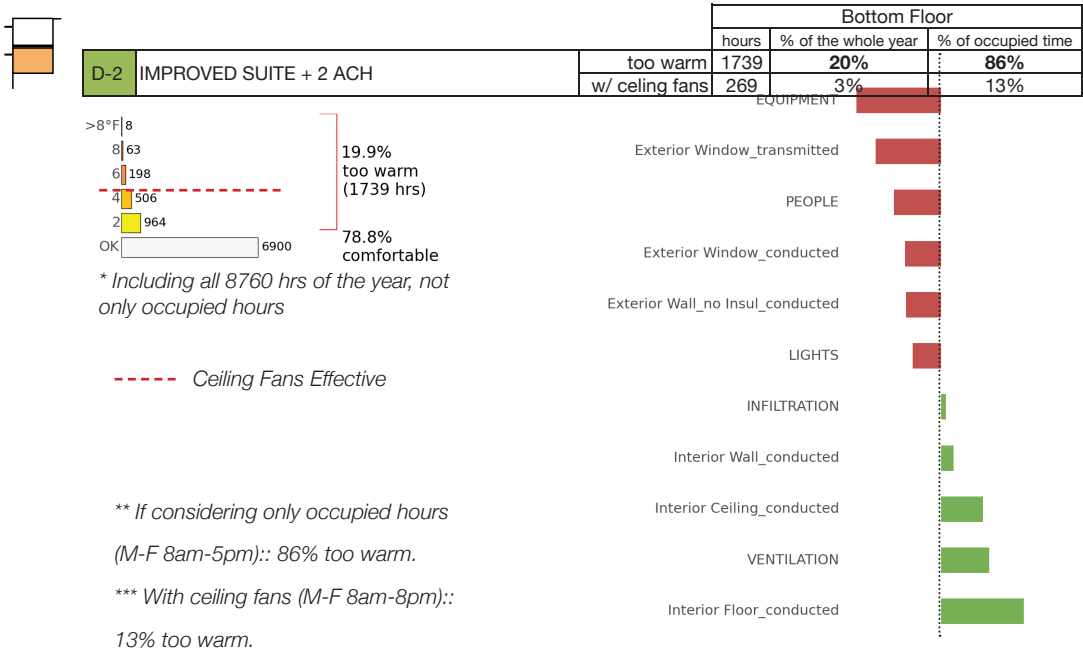 Bottom Floor
hours % of the whole year % of occupied time
D-2 IMPROVED SUITE + 2 ACH too warm 1739 20% 86%
w/ celing fans 269 3% 13%
>8°F 8
8 63
6 198
4 506
2 964
OK 6900
19.9%
too warm
(1739 hrs)
78.8%
comfortable
* Including all 8760 hrs of the year, not
only occupied hours
Ceiling Fans Effective
** If considering only occupied hours
(M-F 8am-5pm):: 86% too warm.
*** With ceiling fans (M-F 8am-8pm)::
13% too warm.
EQUIPMENT
Exterior Window_transmitted
PEOPLE
Exterior Window_conducted
Exterior Wall_no Insul_conducted
LIGHTS
INFILTRATION
Interior Wall_conducted
Interior Ceiling_conducted
VENTILATION
Interior Floor_conducted